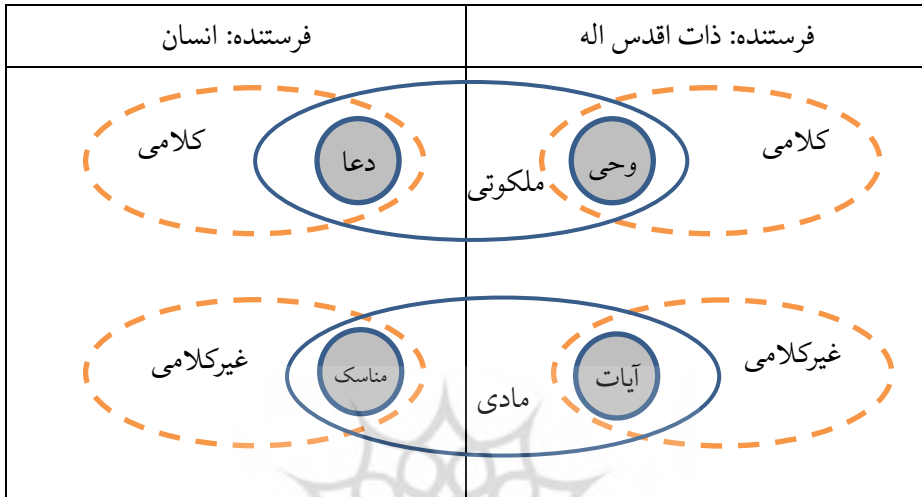 فرستنده: ذات اقدس اله
فرستنده: انسان
کلامی
وحی
ملکوتی
دعا
کلامی
غیرکلامی
آیات
مادی
مناسک
غیرکلامی